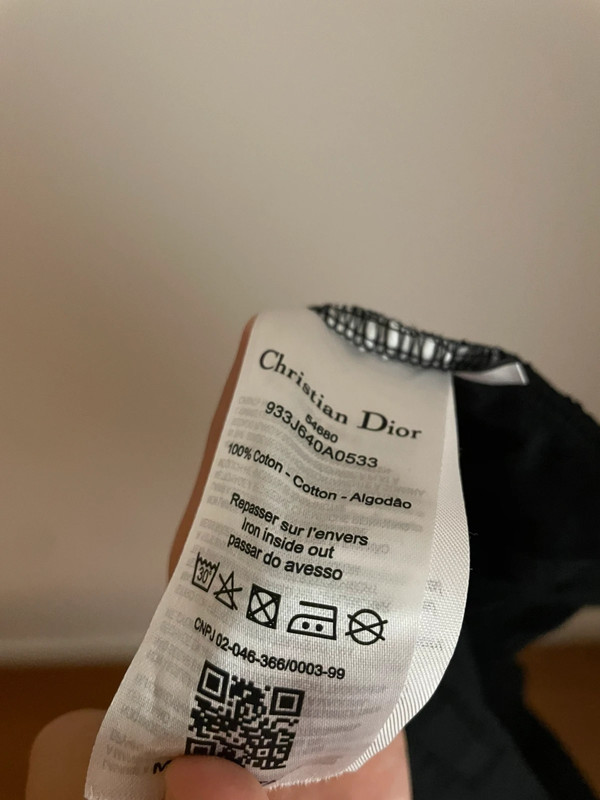 Christian Dior
54680
933J640A0533
100% Coton - Cotton - Algodão
Repasser sur l'envers
Iron inside out
passar do avesso
30
CNPJ 02-046-366/0003-99